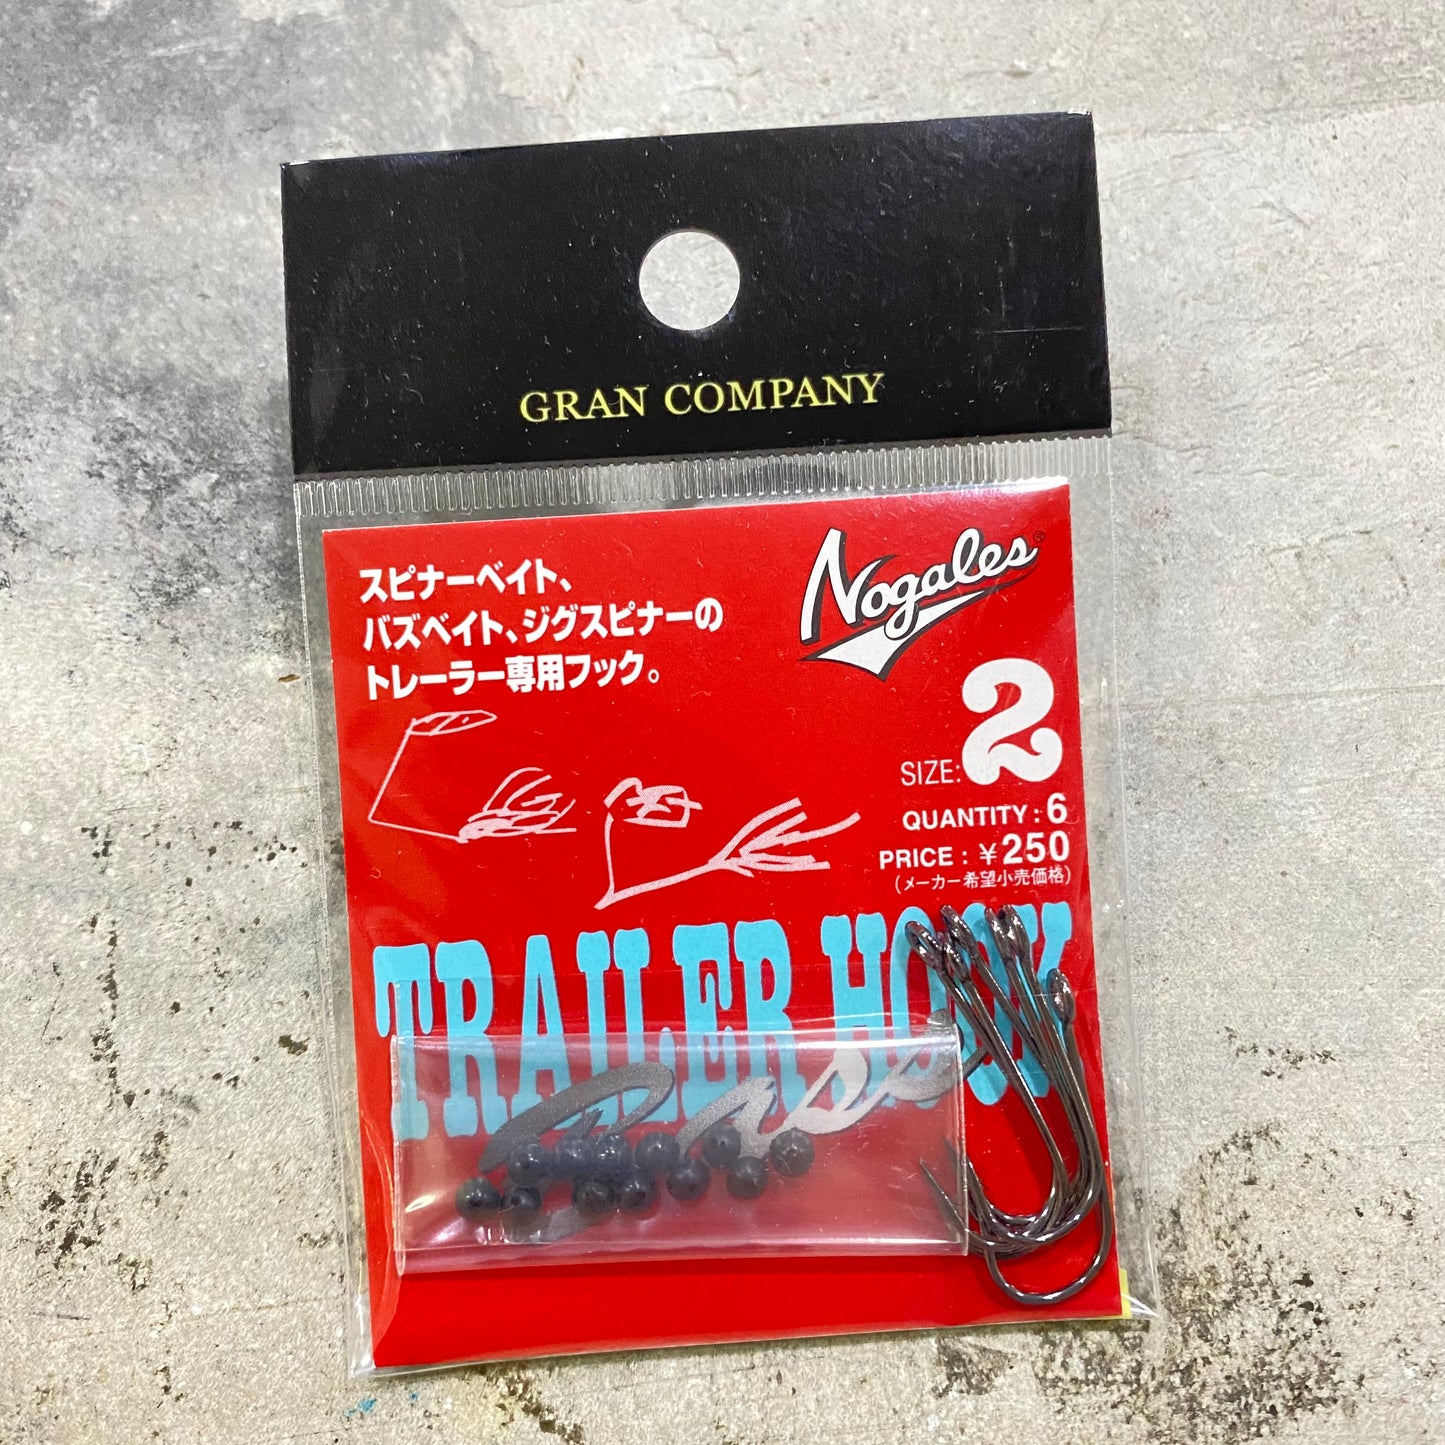 GRAN COMPANY
スピナーベイト、
バズベイト、ジグスピナーの
トレーラー専用フック。
Nogales®
SIZE: 2
QUANTITY : 6
PRICE : ¥250
(メーカー希望小売価格)
TRAILER HOOK